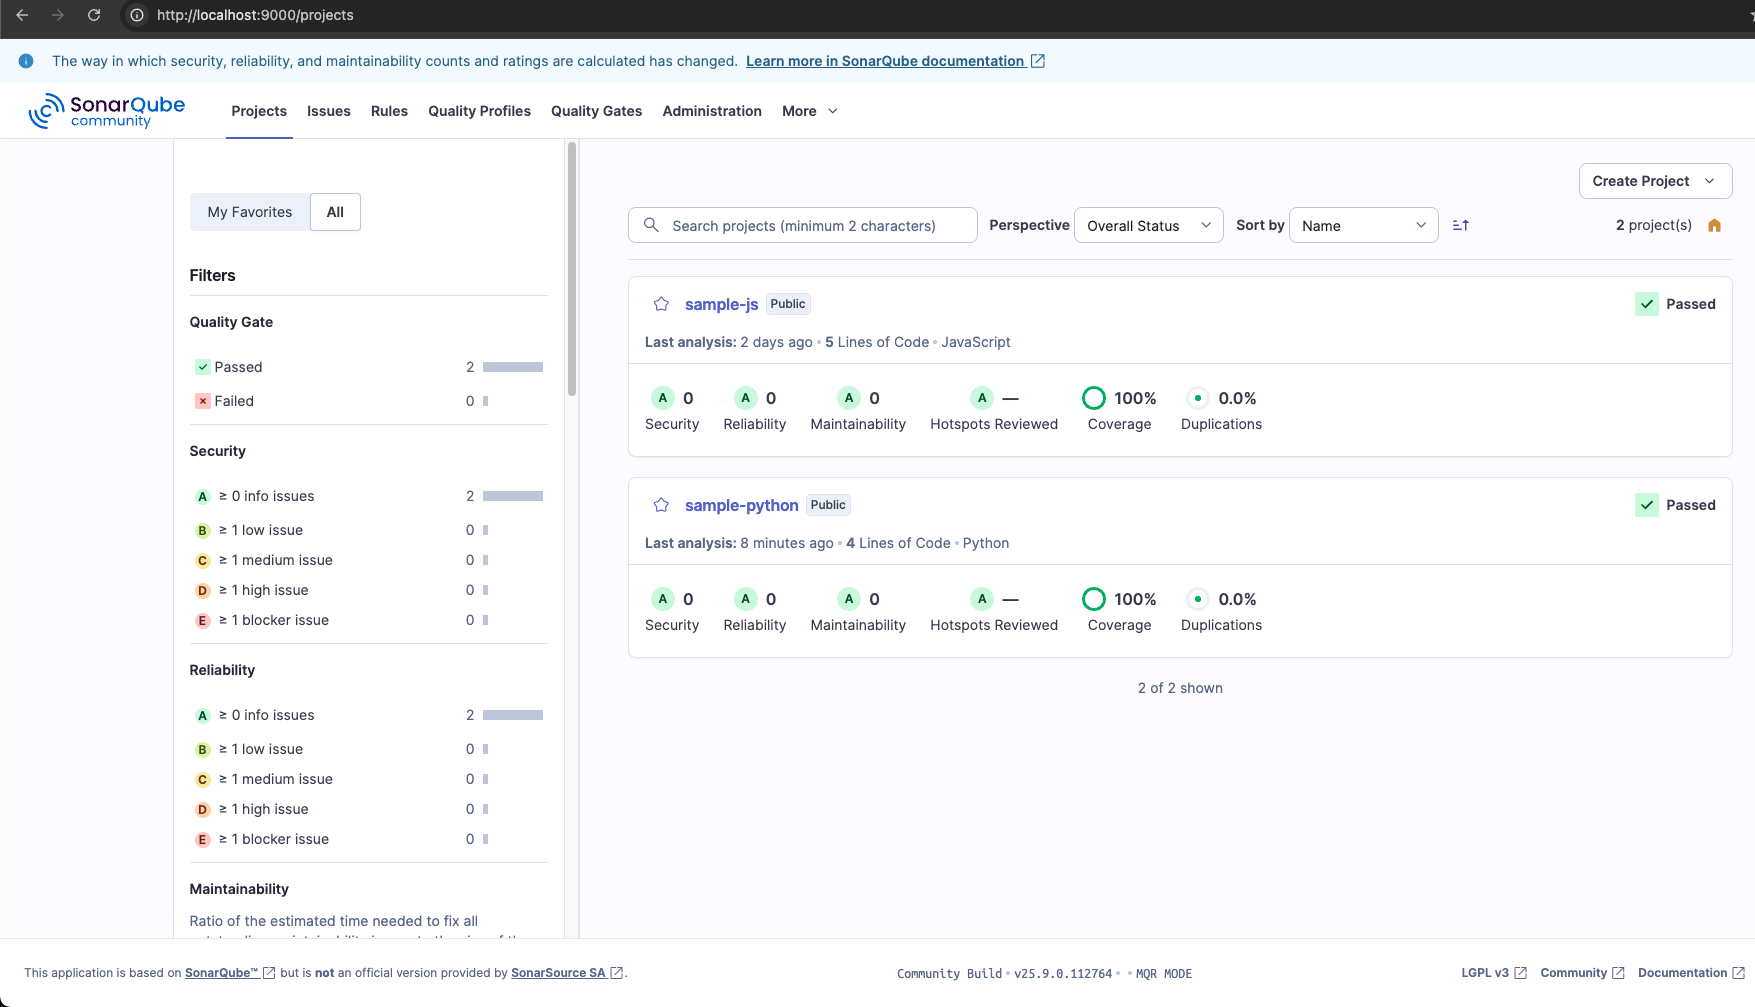 http://localhost:9000/projects
The way in which security, reliability, and maintainability counts and ratings are calculated has changed. Learn more in SonarQube documentation
SonarQube community
Projects Issues Rules Quality Profiles Quality Gates Administration More
My Favorites All
Filters
Quality Gate
Passed 2
Failed 0
Security
A ≥ 0 info issues 2
B ≥ 1 low issue 0
C ≥ 1 medium issue 0
D ≥ 1 high issue 0
E ≥ 1 blocker issue 0
Reliability
A ≥ 0 info issues 2
B ≥ 1 low issue 0
C ≥ 1 medium issue 0
D ≥ 1 high issue 0
E ≥ 1 blocker issue 0
Maintainability
Ratio of the estimated time needed to fix all
Create Project
Search projects (minimum 2 characters) Perspective Overall Status Sort by Name 2 project(s)
sample-js Public Passed
Last analysis: 2 days ago • 5 Lines of Code • JavaScript
A 0 A 0 A 0 A — 100% 0.0%
Security Reliability Maintainability Hotspots Reviewed Coverage Duplications
sample-python Public Passed
Last analysis: 8 minutes ago • 4 Lines of Code • Python
A 0 A 0 A 0 A — 100% 0.0%
Security Reliability Maintainability Hotspots Reviewed Coverage Duplications
2 of 2 shown
This application is based on SonarQube™ but is not an official version provided by SonarSource SA.
Community Build • v25.9.0.112764 • • MQR MODE
LGPL v3 Community Documentation